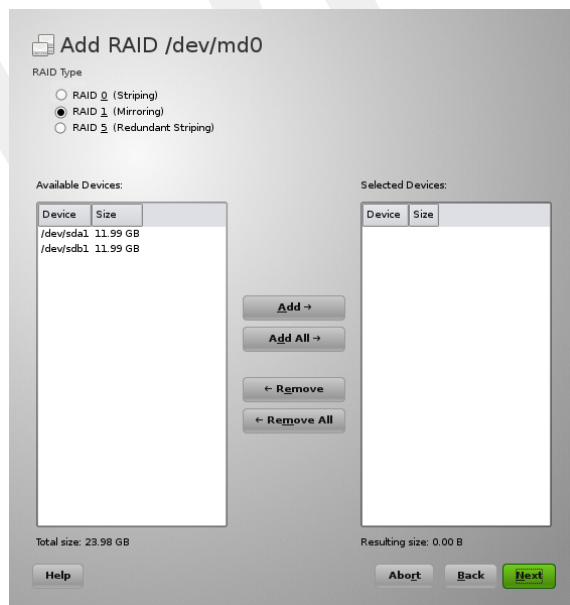 Add RAID /dev/md0
RAID Type
RAID 0 (Striping)
RAID 1 (Mirroring)
RAID 5 (Redundant Striping)
Available Devices:
Device Size
/dev/sda1 11.99 GB
/dev/sdb1 11.99 GB
Total size: 23.98 GB
Add →
Add All →
← Remove
← Remove All
Selected Devices:
Device Size
Resulting size: 0.00 B
Help
Abort
Back
Next